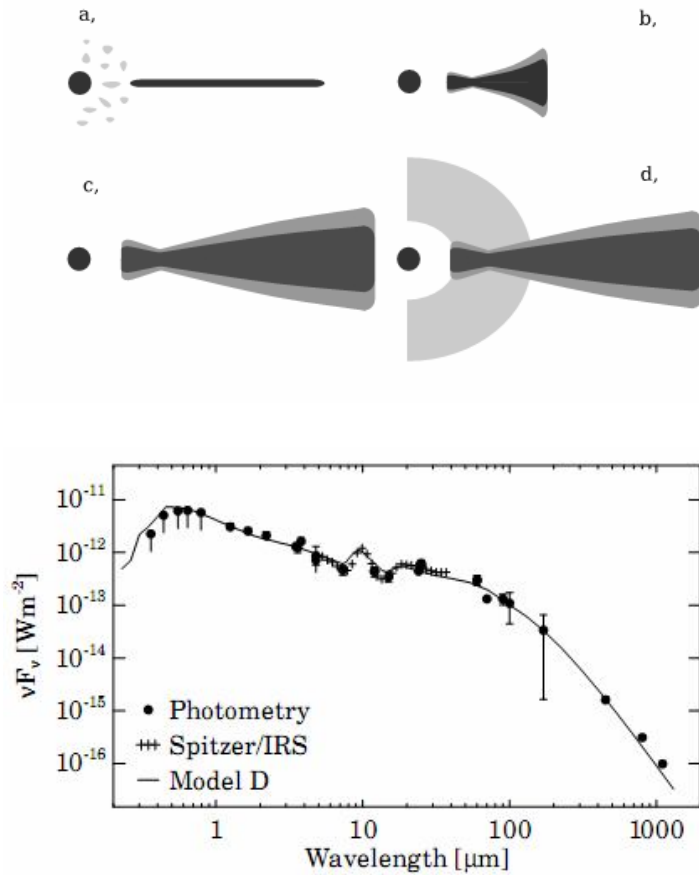 a,
b,
c,
d,
10⁻¹¹
10⁻¹²
10⁻¹³
10⁻¹⁴
10⁻¹⁵
10⁻¹⁶
νFᵥ [Wm⁻²]
Photometry
Spitzer/IRS
Model D
1 10 100 1000
Wavelength [μm]